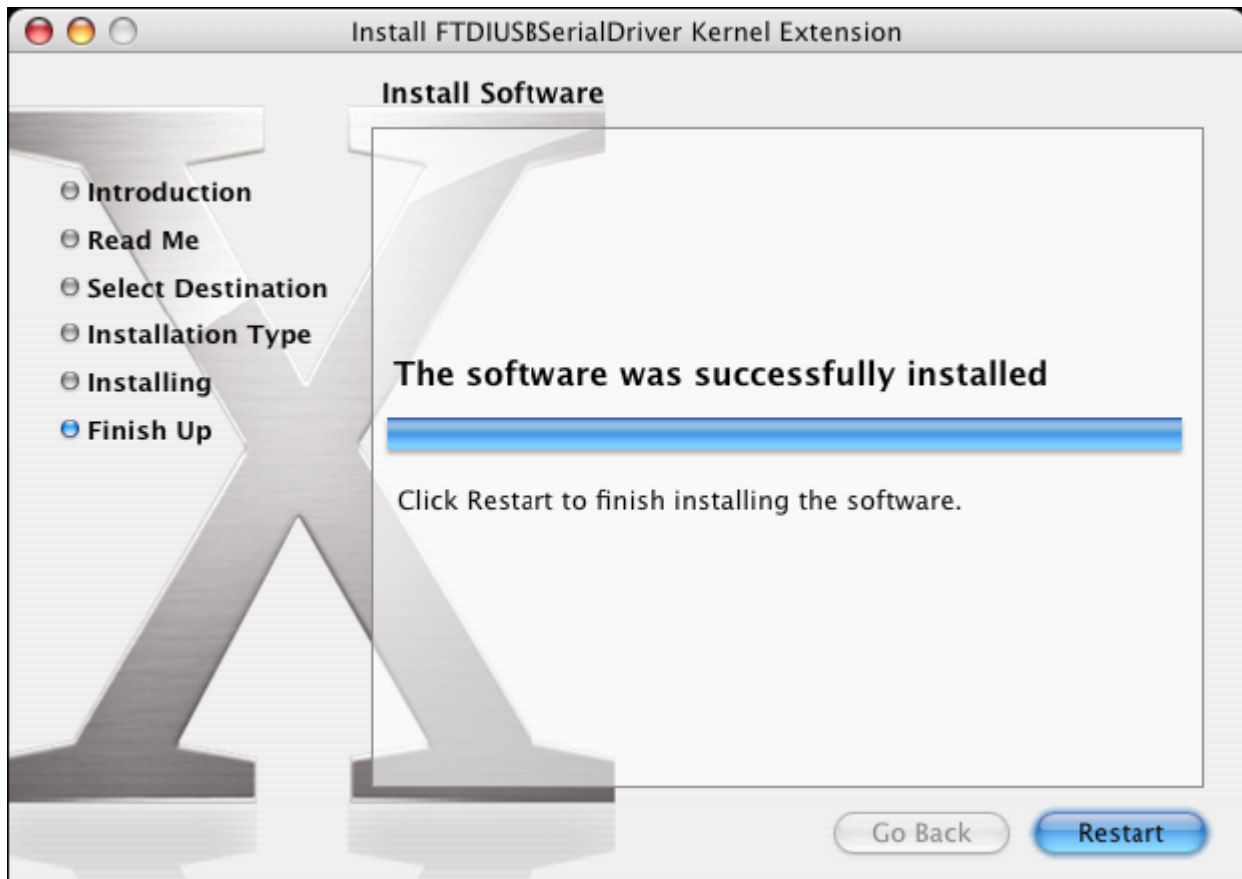 Install FTDIUSBSerialDriver Kernel Extension
Install Software
Introduction
Read Me
Select Destination
Installation Type
Installing
Finish Up
The software was successfully installed
Click Restart to finish installing the software.
Go Back
Restart